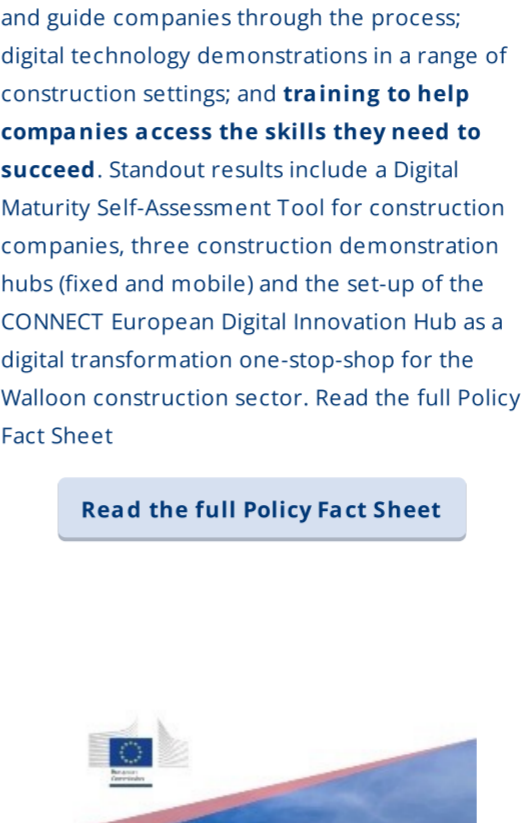 and guide companies through the process;
digital technology demonstrations in a range of
construction settings; and training to help
companies access the skills they need to
succeed. Standout results include a Digital
Maturity Self-Assessment Tool for construction
companies, three construction demonstration
hubs (fixed and mobile) and the set-up of the
CONNECT European Digital Innovation Hub as a
digital transformation one-stop-shop for the
Walloon construction sector. Read the full Policy
Fact Sheet
Read the full Policy Fact Sheet
European
Commission